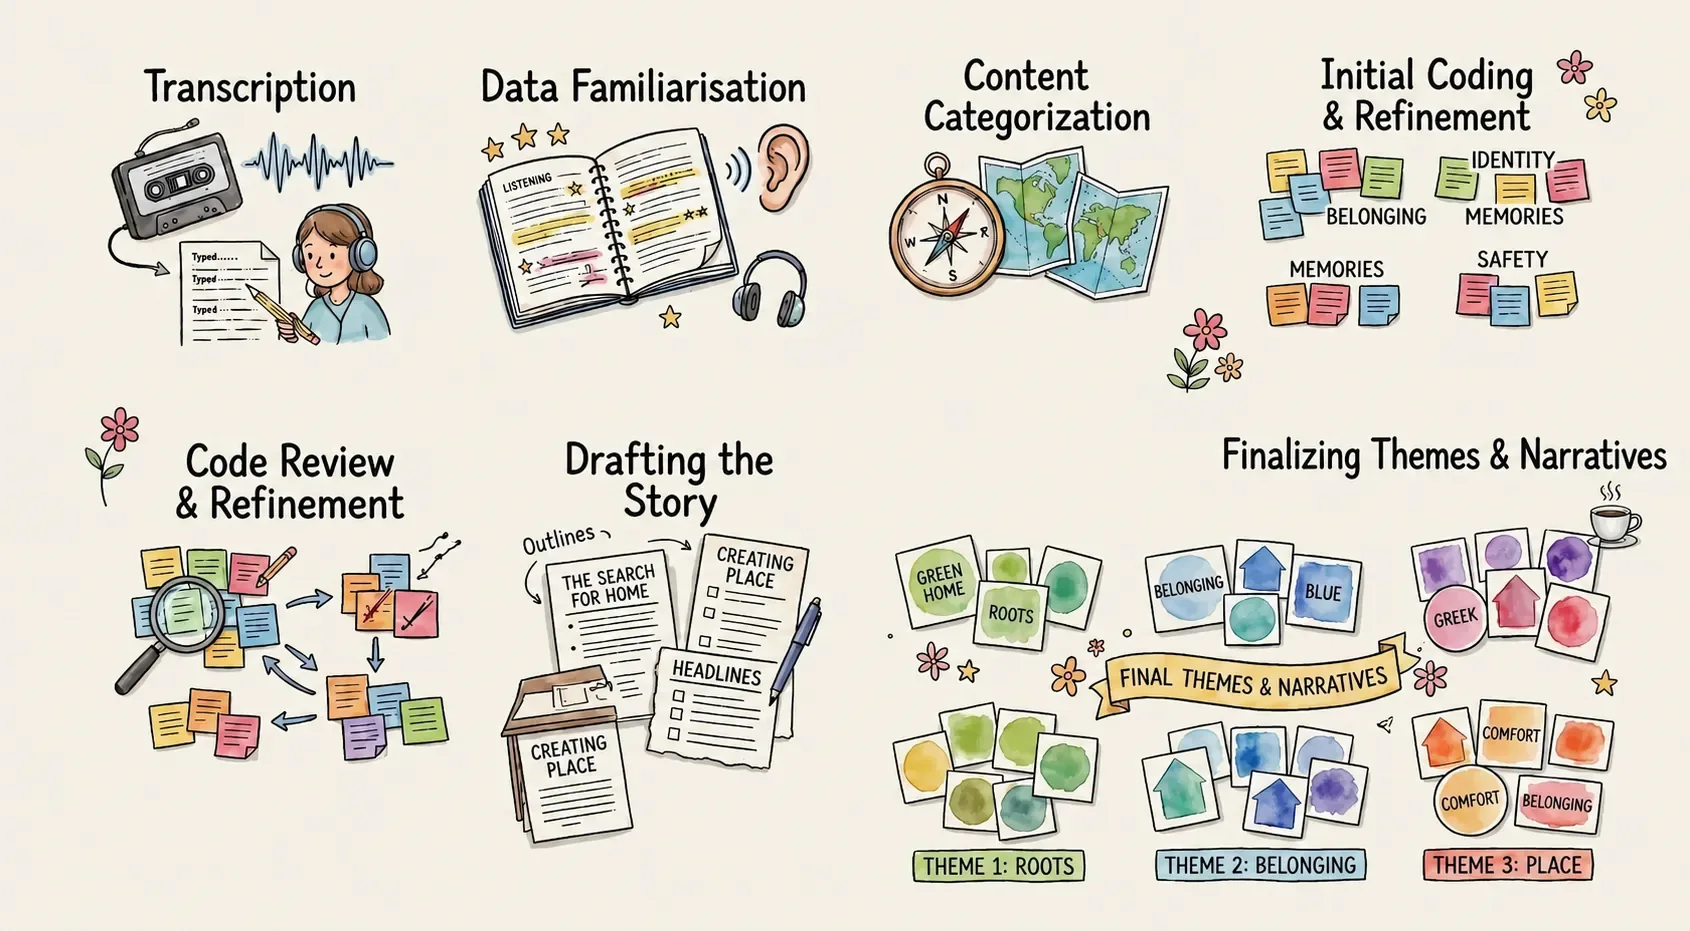 Transcription
Typed......
Typed
Typed
Data Familiarisation
LISTENING
Content
Categorization
N
W
R
S
Initial Coding
& Refinement
IDENTITY
BELONGING
MEMORIES
MEMORIES
SAFETY
Code Review
& Refinement
Drafting the
Story
Outlines
THE SEARCH
FOR HOME
CREATING
PLACE
HEADLINES
CREATING
PLACE
Finalizing Themes & Narratives
GREEN
HOME
ROOTS
BELONGING
BLUE
GREEK
FINAL THEMES & NARRATIVES
COMFORT
COMFORT
BELONGING
THEME 1: ROOTS
THEME 2: BELONGING
THEME 3: PLACE